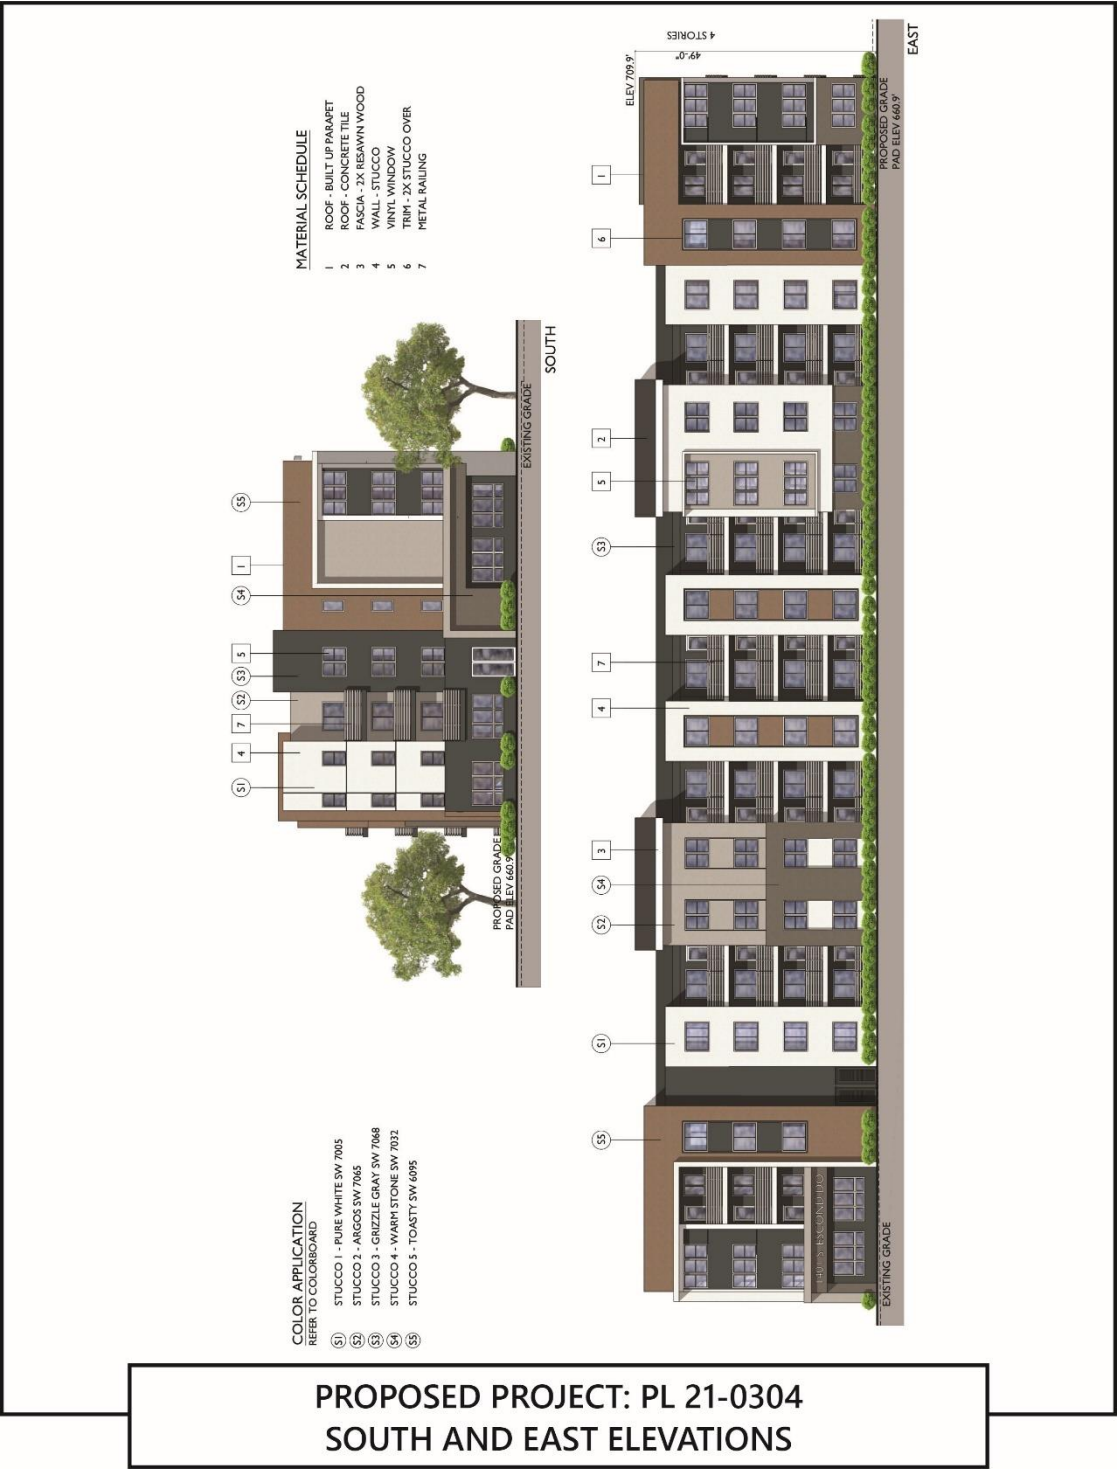 COLOR APPLICATION
REFER TO COLORBOARD
S1 STUCCO 1 - PURE WHITE SW 7005
S2 STUCCO 2 - ARGOS SW 7065
S3 STUCCO 3 - GRIZZLE GRAY SW 7068
S4 STUCCO 4 - WARM STONE SW 7032
S5 STUCCO 5 - TOASTY SW 6095
MATERIAL SCHEDULE
1 ROOF - BUILT UP PARAPET
2 ROOF - CONCRETE TILE
3 FASCIA - 2X RESAWN WOOD
4 WALL - STUCCO
5 VINYL WINDOW
6 TRIM - 2X STUCCO OVER
7 METAL RAILING
S1 4 7 S2 S3 5 S4 1 S5
PROPOSED GRADE
PAD ELEV 660.9'
EXISTING GRADE
SOUTH
S5 S1 S2 S4 3 4 7 S3 5 2 6 1
ELEV 709.9'
49'-0"
4 STORIES
S. ESCONDIDO
EXISTING GRADE
PROPOSED GRADE
PAD ELEV 660.9'
EAST
PROPOSED PROJECT: PL 21-0304
SOUTH AND EAST ELEVATIONS